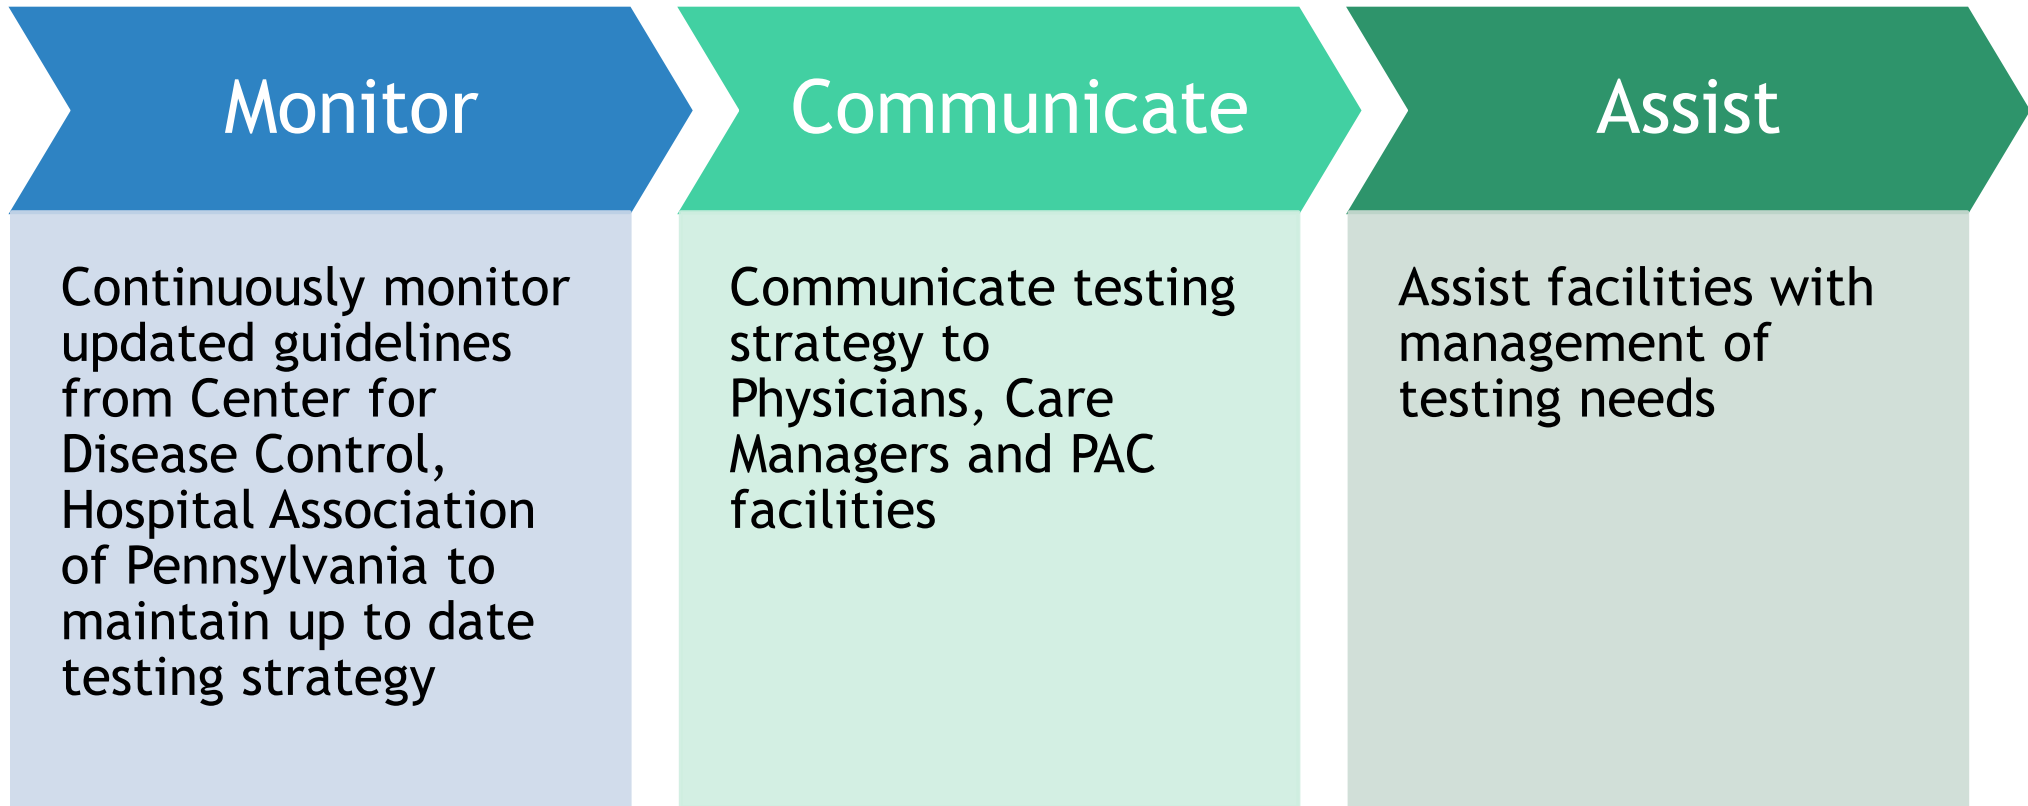 Monitor
Continuously monitor
updated guidelines
from Center for
Disease Control,
Hospital Association
of Pennsylvania to
maintain up to date
testing strategy
Communicate
Communicate testing
strategy to
Physicians, Care
Managers and PAC
facilities
Assist
Assist facilities with
management of
testing needs